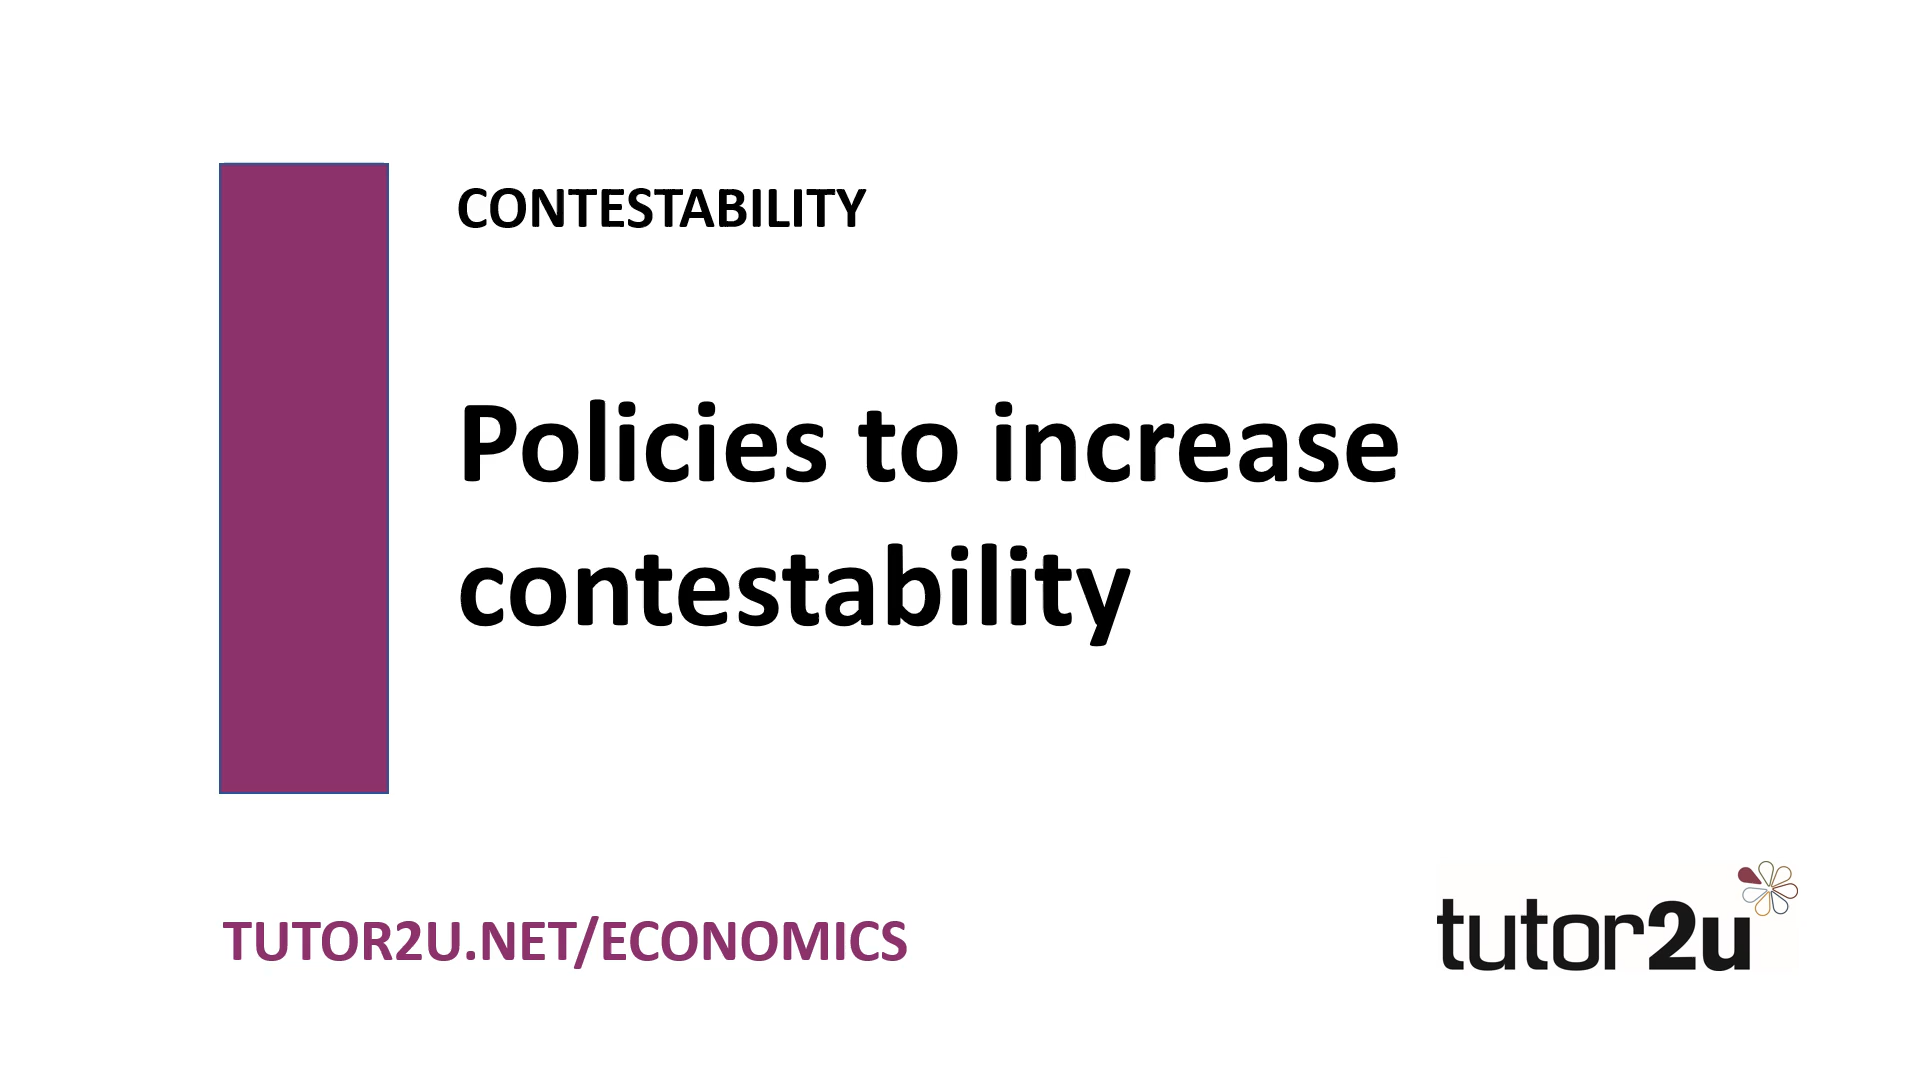 CONTESTABILITY
Policies to increase
contestability
TUTOR2U.NET/ECONOMICS
tutor2u